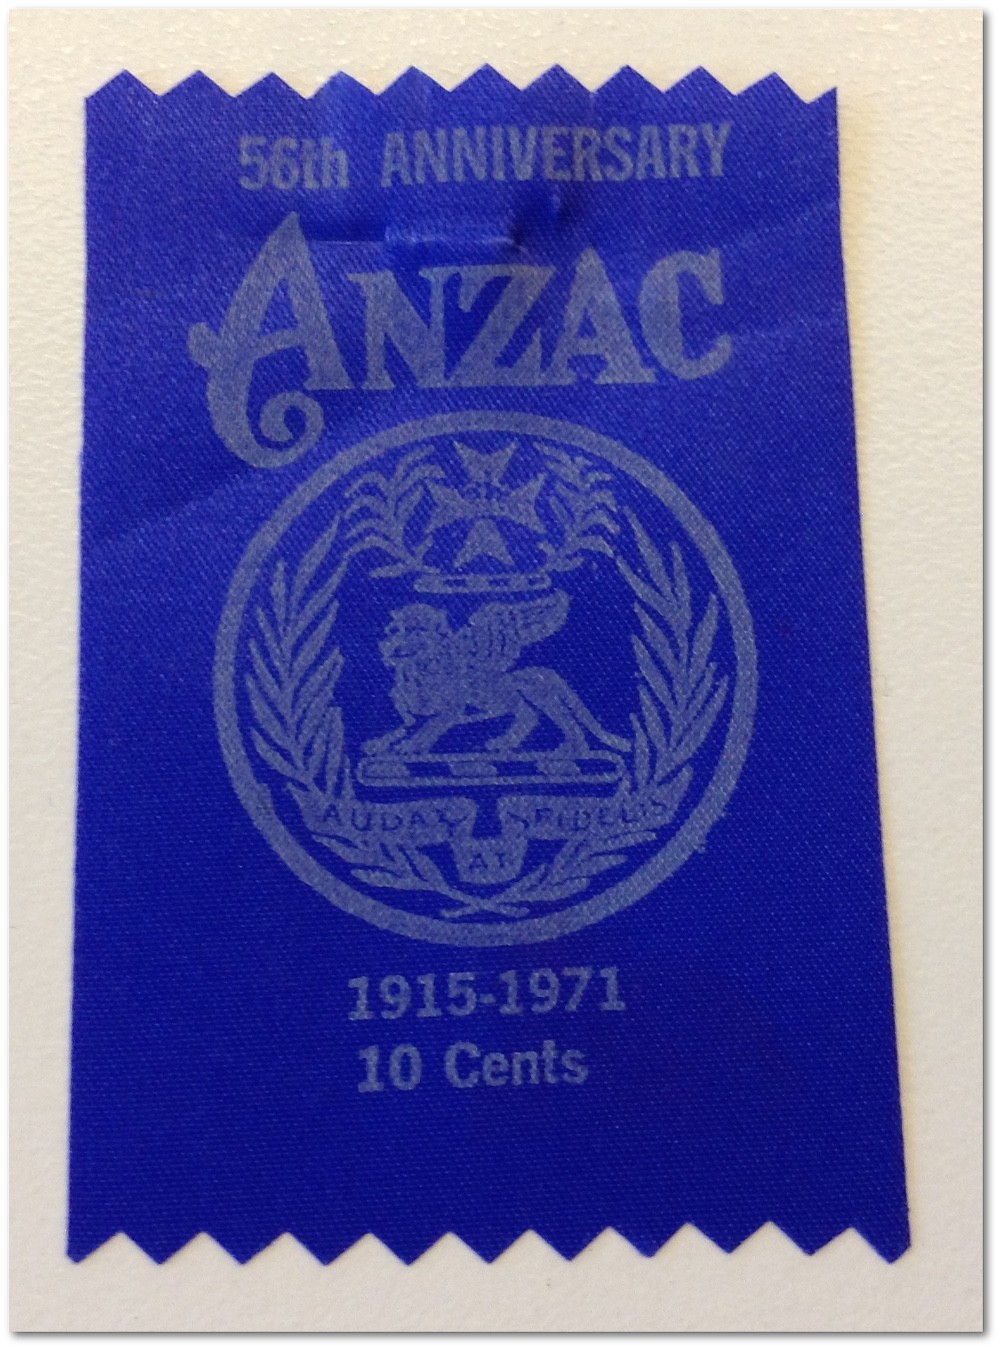 56th ANNIVERSARY
ANZAC
AUDAX AT FIDELIS
1915-1971
10 Cents